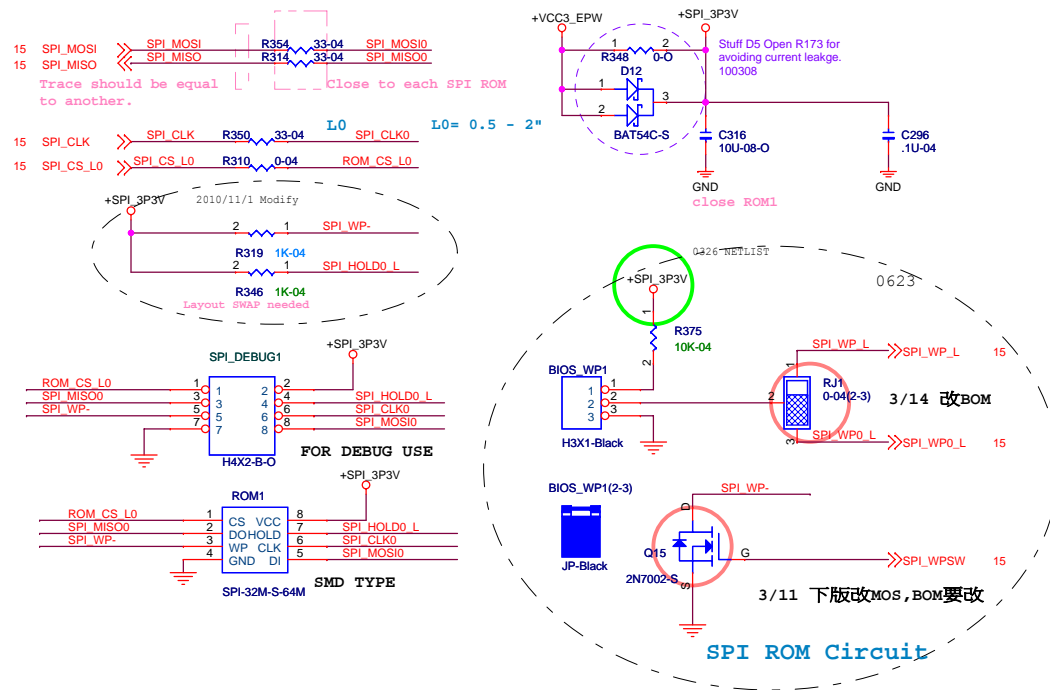 15 SPI_MOSI SPI_MOSI R354 33-04 SPI_MOSI0
15 SPI_MISO SPI_MISO R314 33-04 SPI_MISO0
Trace should be equal
to another.
Close to each SPI ROM
L0 L0= 0.5 - 2"
15 SPI_CLK SPI_CLK R350 33-04 SPI_CLK0
15 SPI_CS_L0 SPI_CS_L0 R310 0-04 ROM_CS_L0
+VCC3_EPW +SPI_3P3V
1 2
R348 0-O
D12
1
2
3
BAT54C-S
Stuff D5 Open R173 for
avoiding current leakge.
100308
C316
10U-08-O
C296
.1U-04
GND GND
close ROM1
+SPI_3P3V 2010/11/1 Modify
2 1 SPI_WP-
R319 1K-04
2 1 SPI_HOLD0_L
R346 1K-04
Layout SWAP needed
SPI_DEBUG1
+SPI_3P3V
ROM_CS_L0 1 1 2 2
SPI_MISO0 3 3 4 4 SPI_HOLD0_L
SPI_WP- 5 5 6 6 SPI_CLK0
7 7 8 8 SPI_MOSI0
H4X2-B-O
FOR DEBUG USE
+SPI_3P3V
ROM1
ROM_CS_L0 1 CS VCC 8
SPI_MISO0 2 DO HOLD 7 SPI_HOLD0_L
SPI_WP- 3 WP CLK 6 SPI_CLK0
4 GND DI 5 SPI_MOSI0
SPI-32M-S-64M
SMD TYPE
0326 NETLIST
0623
+SPI_3P3V
1
R375
10K-04
2
BIOS_WP1
1 1
2 2
3 3
H3X1-Black
SPI_WP_L SPI_WP_L 15
1
2
RJ1
0-04(2-3)
3/14 改BOM
3
SPI_WP0_L SPI_WP0_L 15
BIOS_WP1(2-3)
JP-Black
SPI_WP-
D
Q15
G
S
2N7002-S
SPI_WPSW 15
3/11 下版改MOS,BOM要改
SPI ROM Circuit